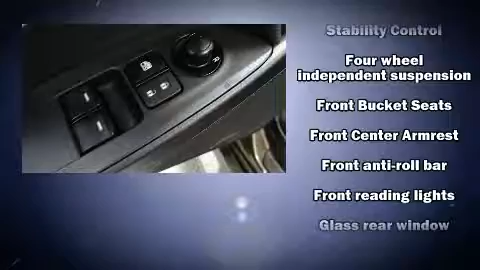 Stability Control
Four wheel
independent suspension
Front Bucket Seats
Front Center Armrest
Front anti-roll bar
Front reading lights
Glass rear window